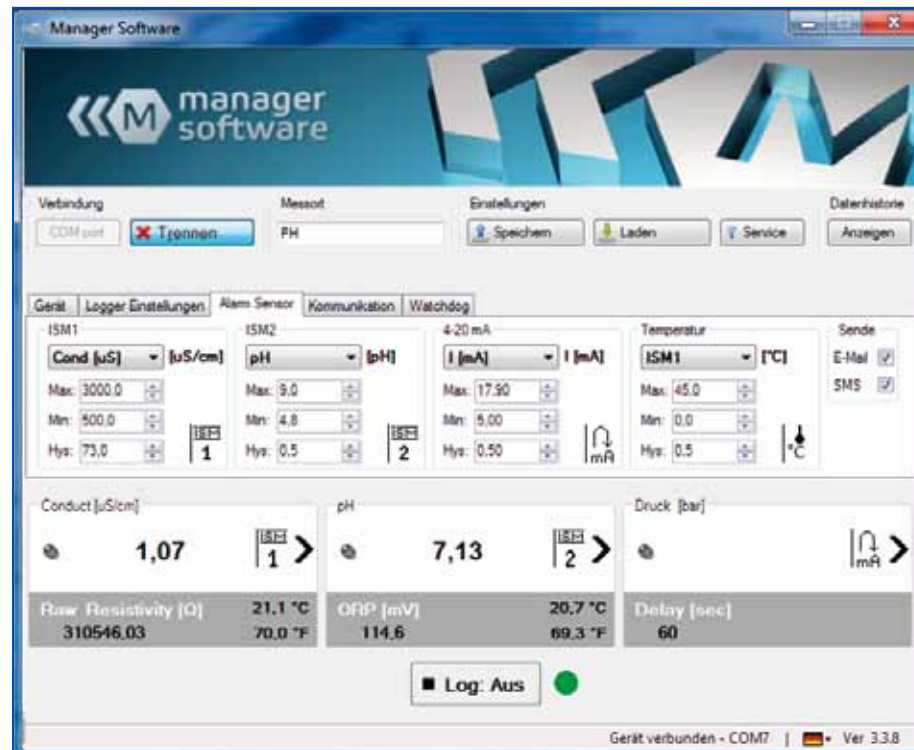 Manager Software
M manager
software
Verbindung Messort Einstellungen Datenhistorie
COM port Trennen PH Speichern Laden Service Anzeigen
Gerät Logger Einstellungen Alarm Sensor Kommunikation Watchdog
ISM1 ISM2 4-20 mA Temperatur Sende
Cond [uS] [uS/cm] pH [pH] I [mA] I [mA] ISM1 [°C] E-Mail
Max: 3000,0 Max: 9,0 Max: 17,90 Max: 45,0 SMS
Min: 500,0 Min: 4,8 Min: 5,00 Min: 0,0
Hys: 73,0 ISM 1 Hys: 0,5 ISM 2 Hys: 0,50 mA Hys: 0,5 °C
Conduct [uS/cm] pH Druck [bar]
1,07 ISM 1 7,13 ISM 2 mA
Raw Resistivity [Ω] 21,1 °C ORP [mV] 20,7 °C Delay [sec]
310546,03 70,0 °F 114,6 69,3 °F 60
Log: Aus
Gerät verbunden - COM7 | Ver 3.3.8